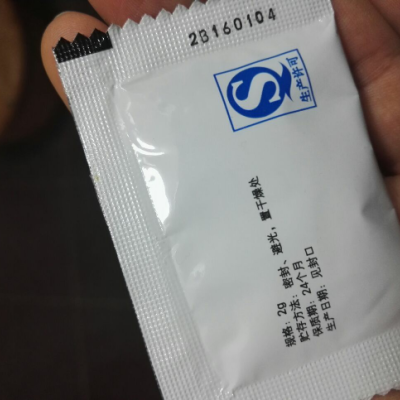 2B160104
生产许可
规格: 2g
贮存方法: 密封、避光,置干燥处
保质期: 24个月
生产日期: 见封口